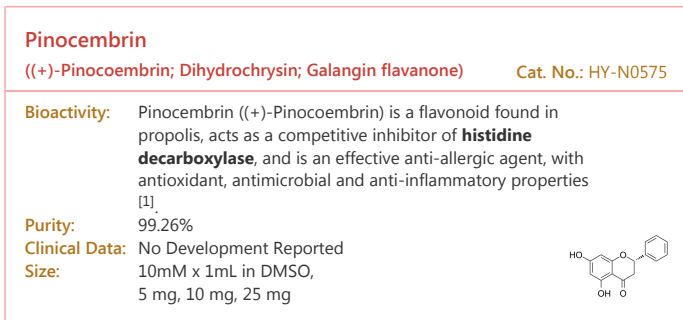 Pinocembrin
((+)-Pinocoembrin; Dihydrochrysin; Galangin flavanone) Cat. No.: HY-N0575
Bioactivity: Pinocembrin ((+)-Pinocoembrin) is a flavonoid found in
propolis, acts as a competitive inhibitor of histidine
decarboxylase, and is an effective anti-allergic agent, with
antioxidant, antimicrobial and anti-inflammatory properties
[1].
Purity: 99.26%
Clinical Data: No Development Reported
Size: 10mM x 1mL in DMSO,
5 mg, 10 mg, 25 mg
HO
O
OH
O